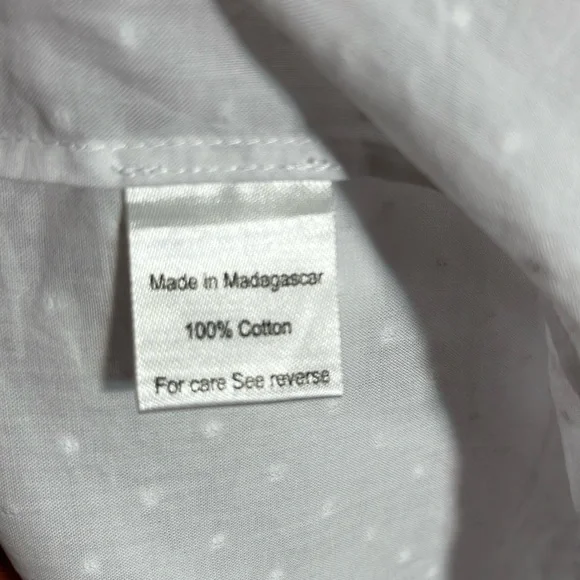 Made in Madagascar
100% Cotton
For care See reverse